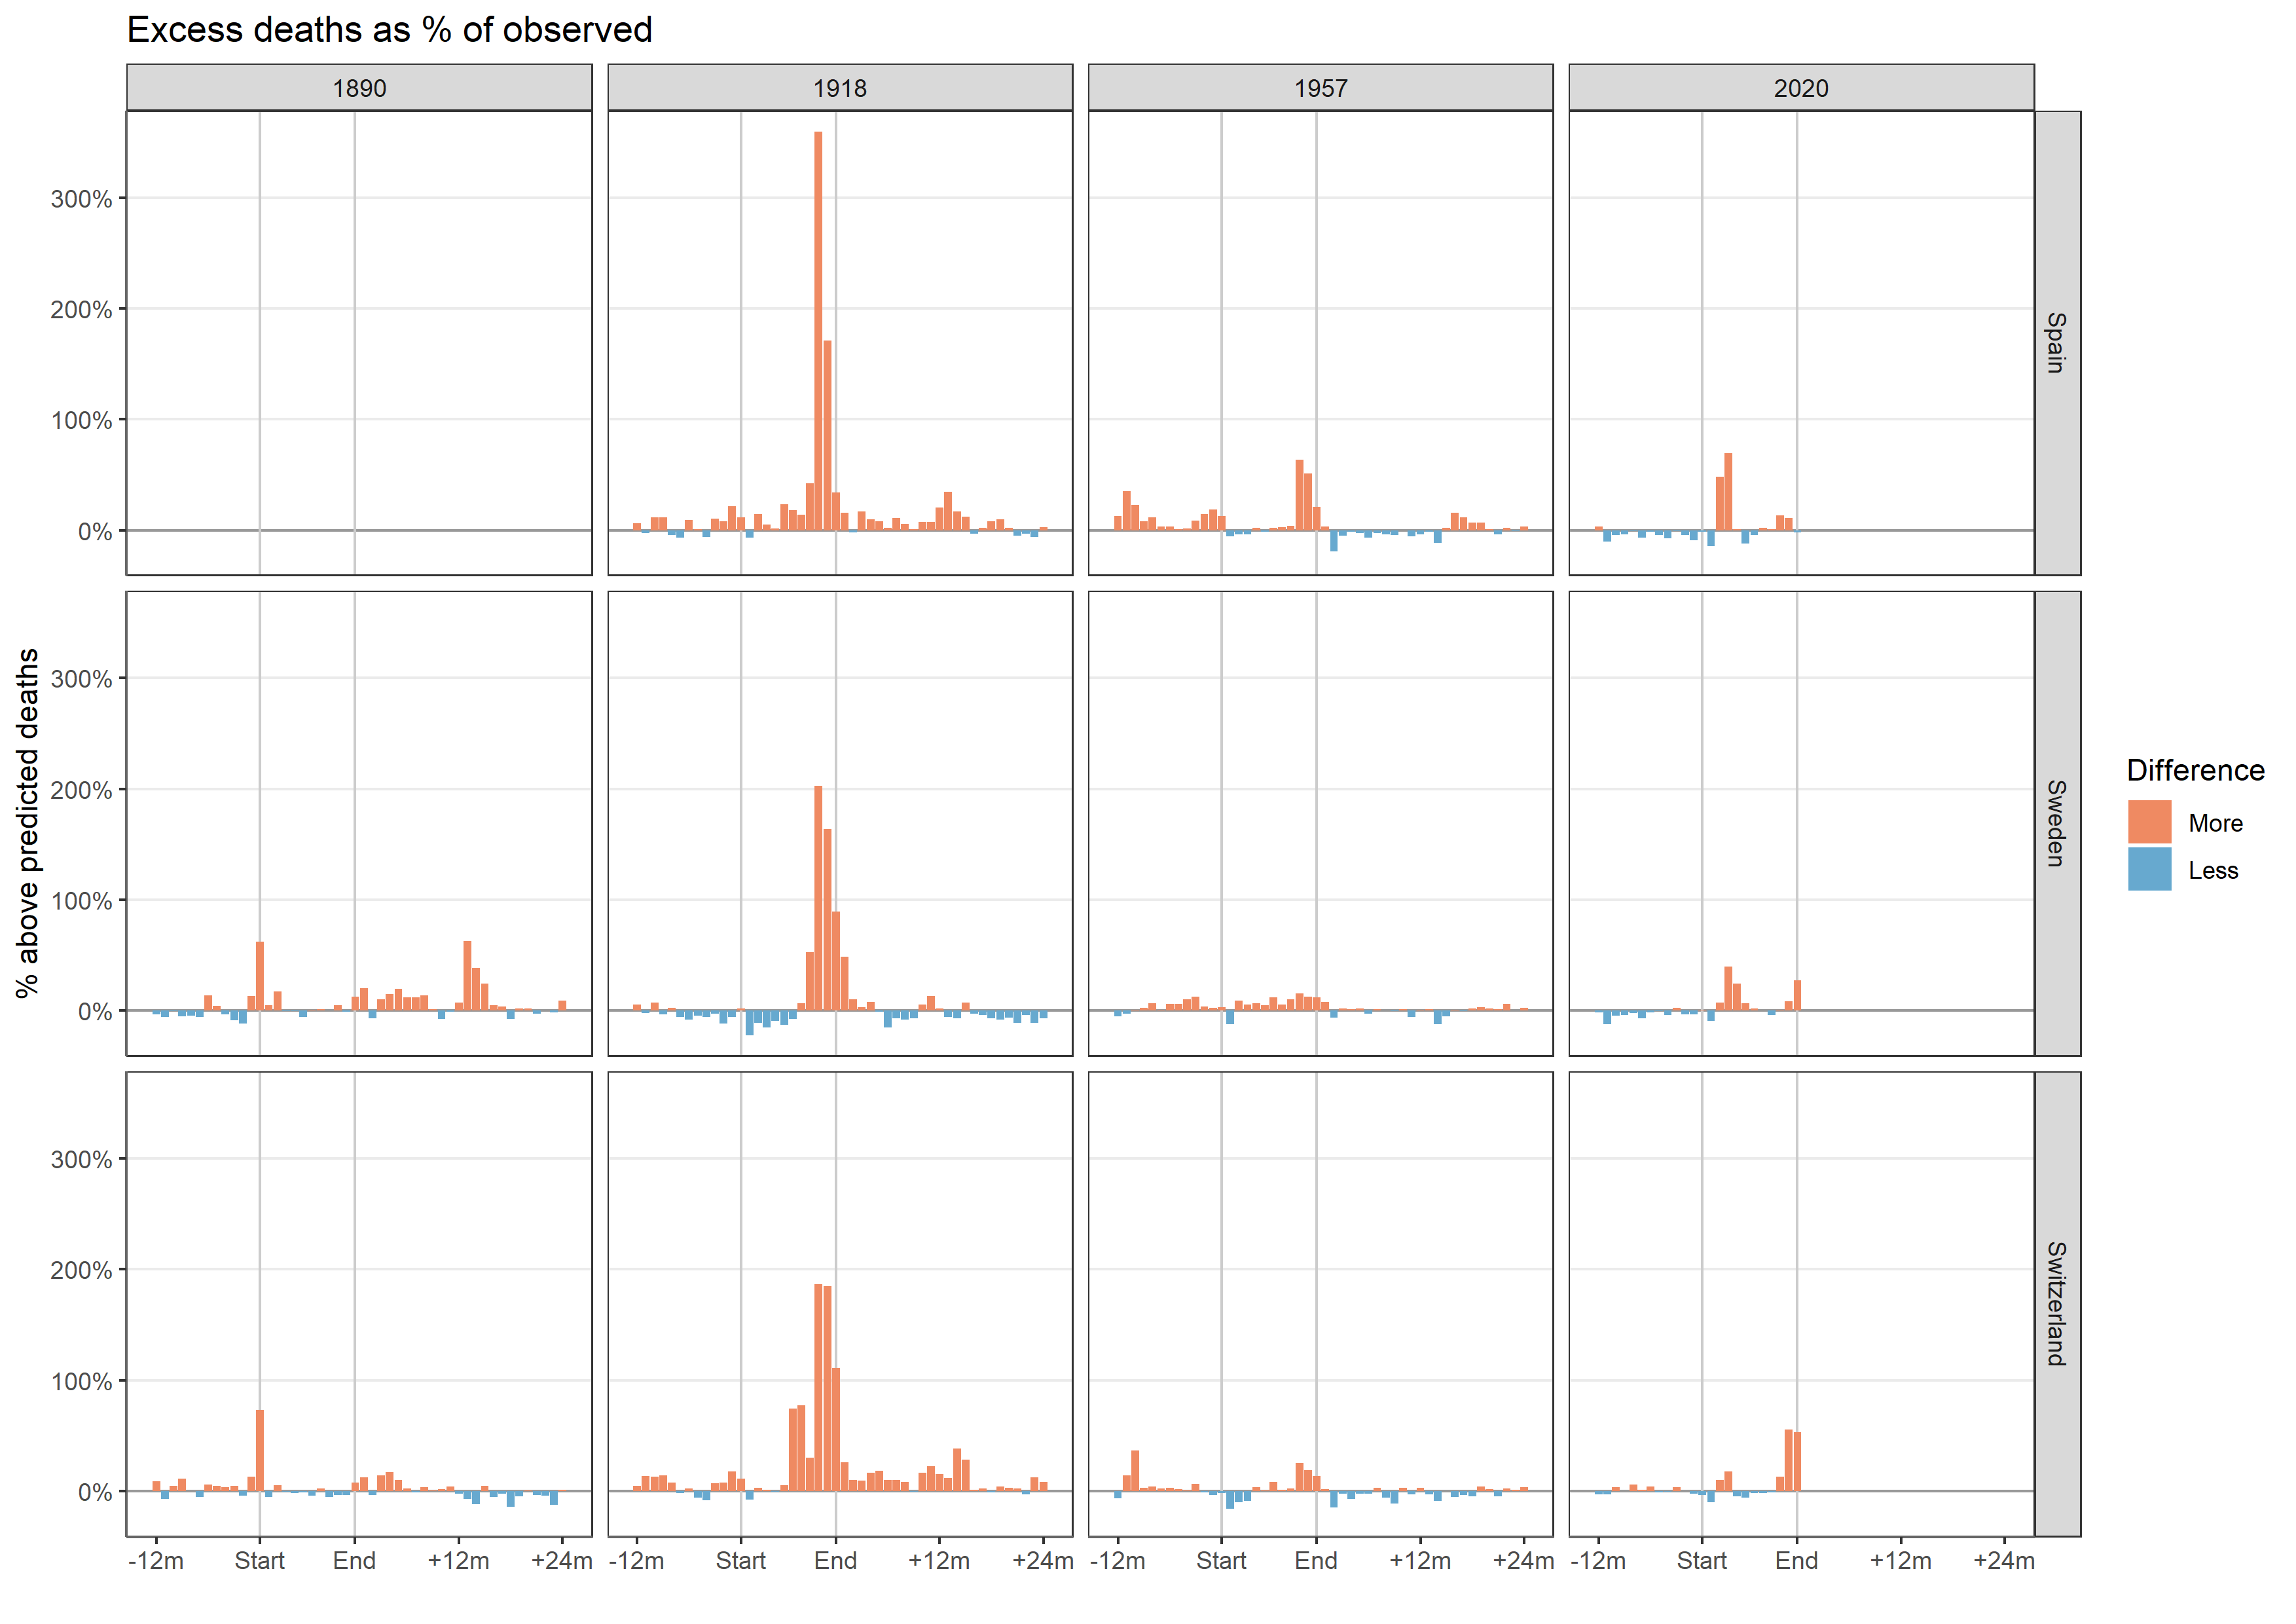 Excess deaths as % of observed
1890 1918 1957 2020
300%
200%
100%
0%
Spain
% above predicted deaths
300%
200%
100%
0%
Sweden
Difference
More
Less
300%
200%
100%
0%
Switzerland
-12m Start End +12m +24m -12m Start End +12m +24m -12m Start End +12m +24m -12m Start End +12m +24m